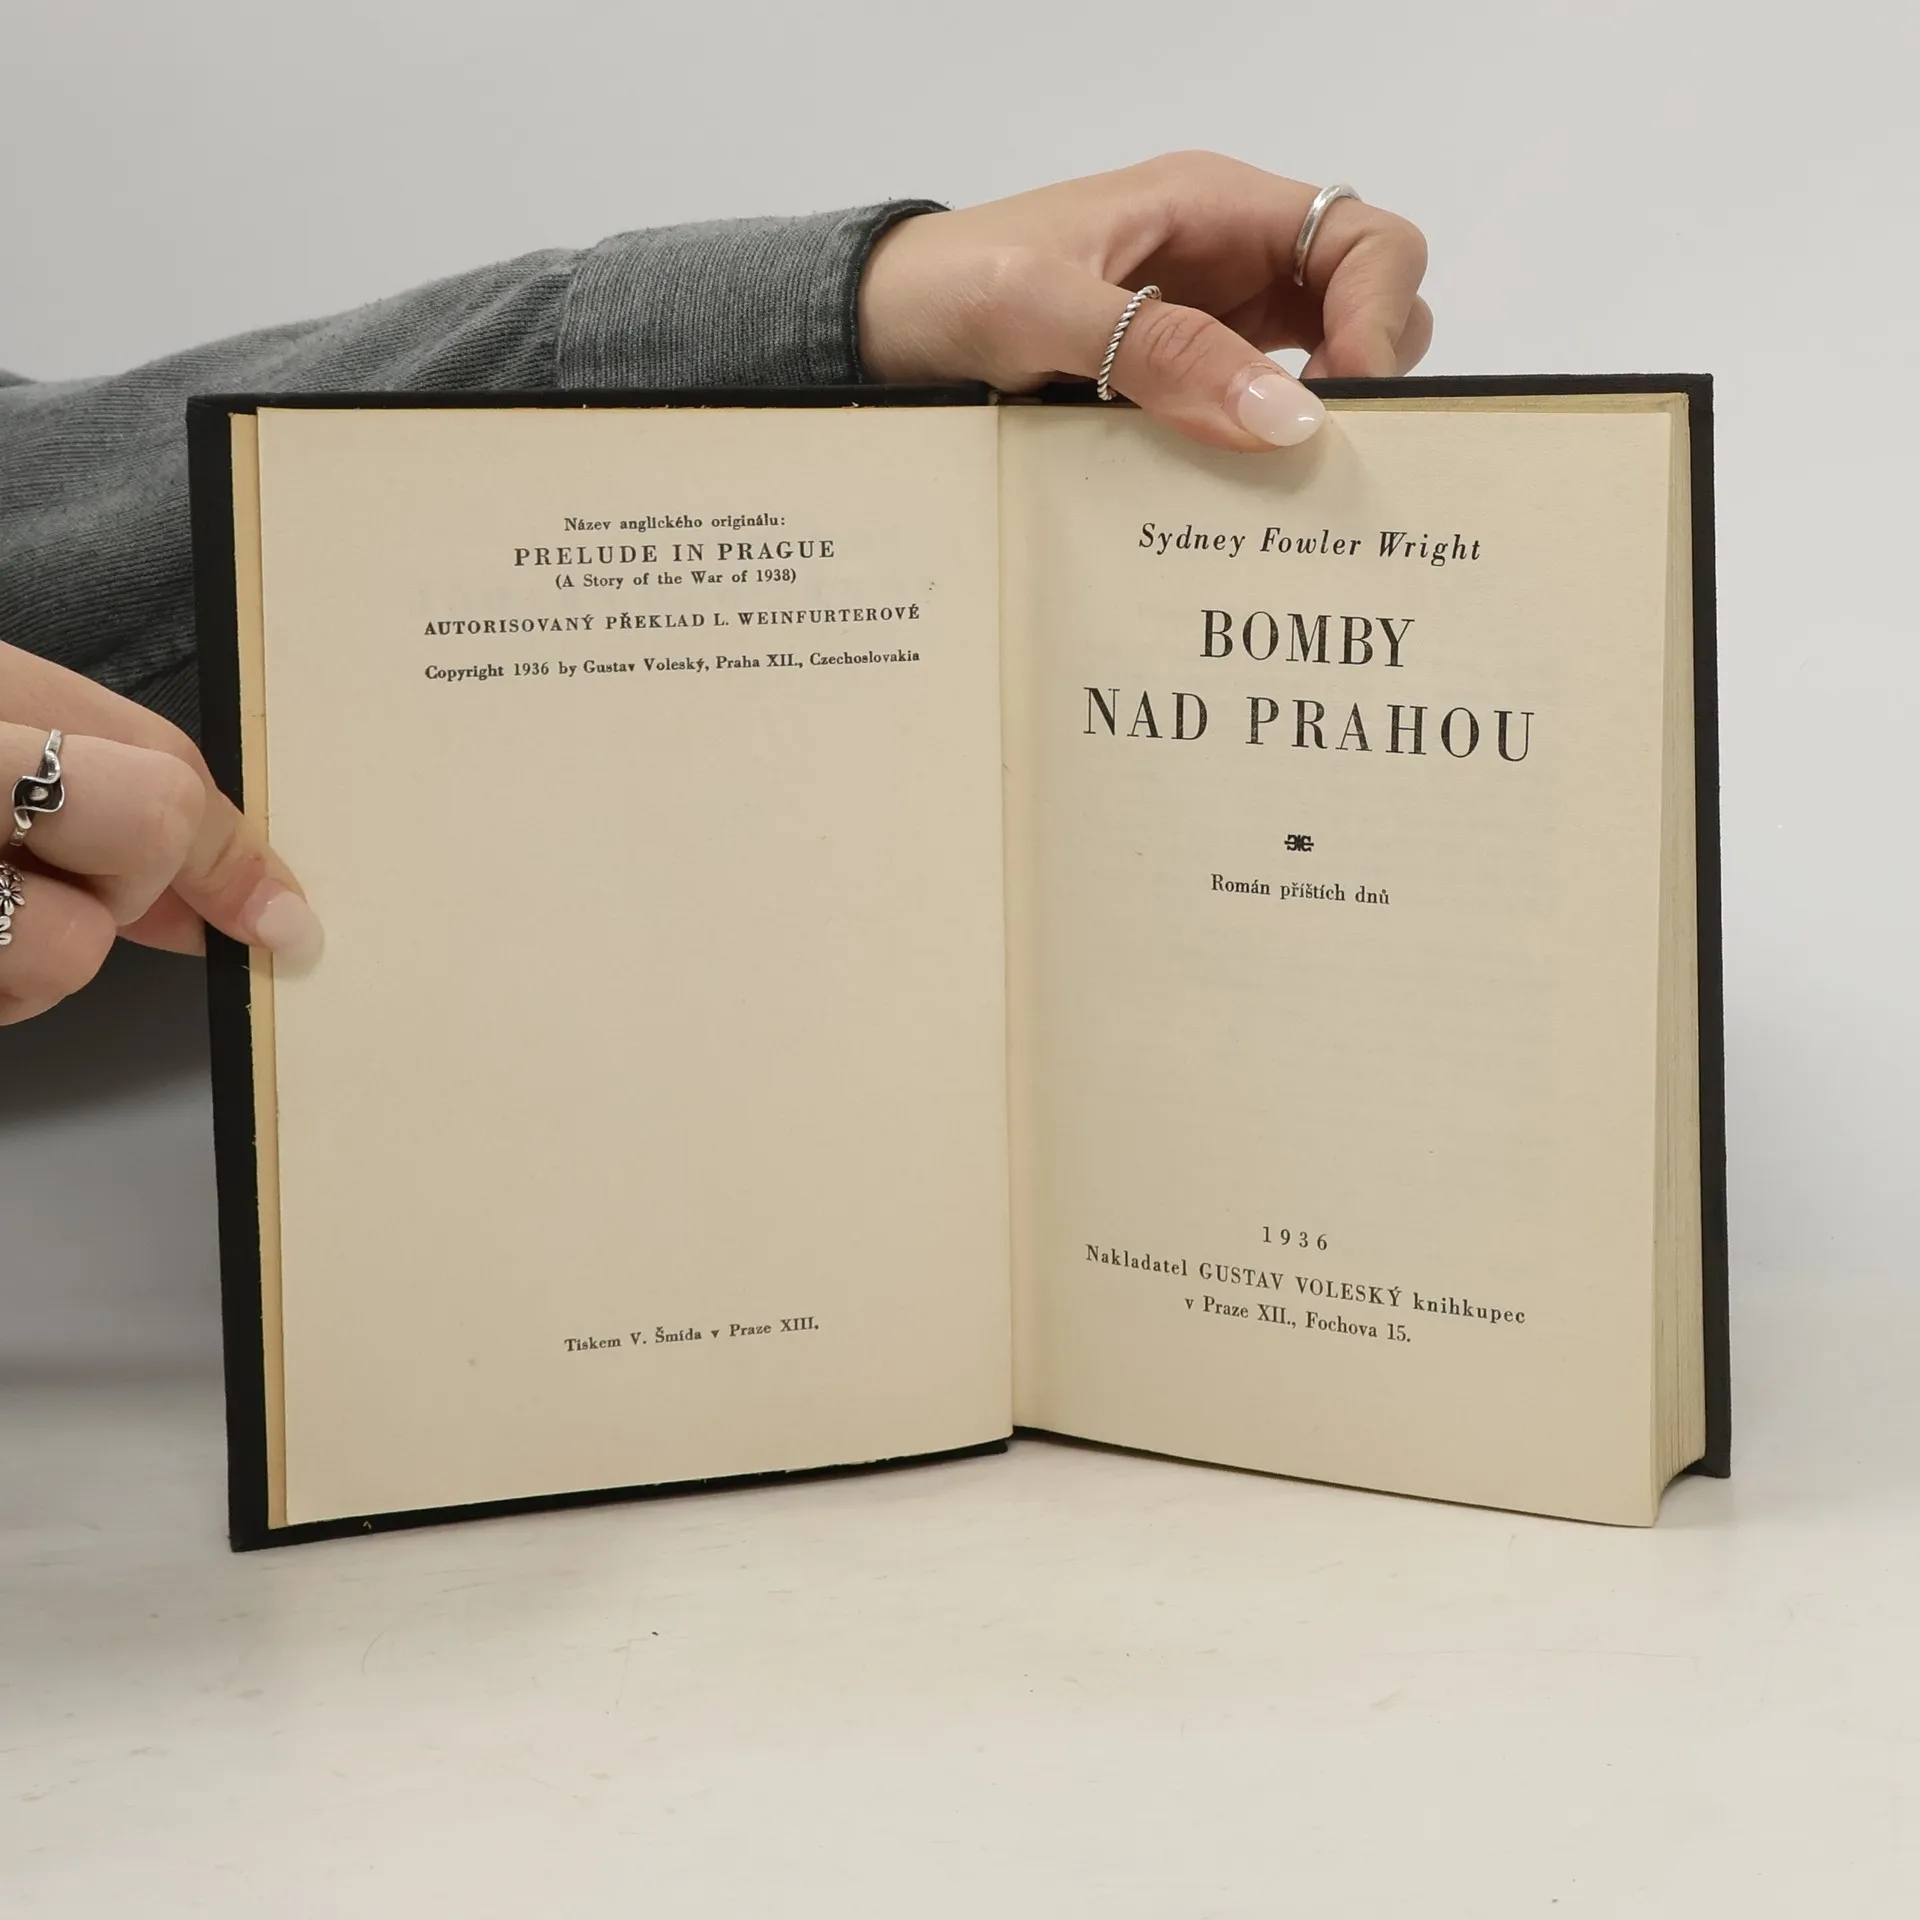 Název anglického originálu:
PRELUDE IN PRAGUE
(A Story of the War of 1938)
AUTORISOVANÝ PŘEKLAD L. WEINFURTEROVÉ
Copyright 1936 by Gustav Voleský, Praha XII., Czechoslovakia
Tiskem V. Šmída v Praze XIII.
Sydney Fowler Wright
BOMBY
NAD PRAHOU
Román příštích dnů
1936
Nakladatel GUSTAV VOLESKÝ knihkupec
v Praze XII., Fochova 15.